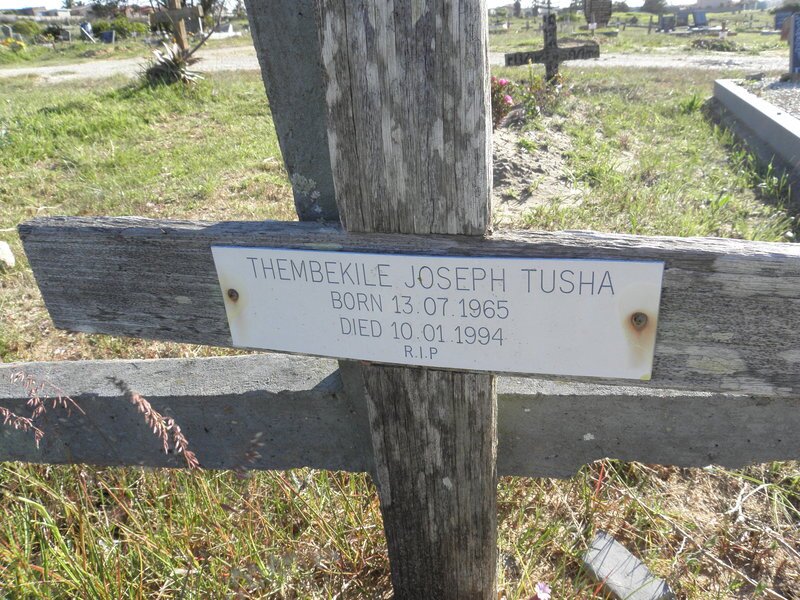 THEMBEKILE JOSEPH TUSHA
BORN 13.07.1965
DIED 10.01.1994
R.I.P